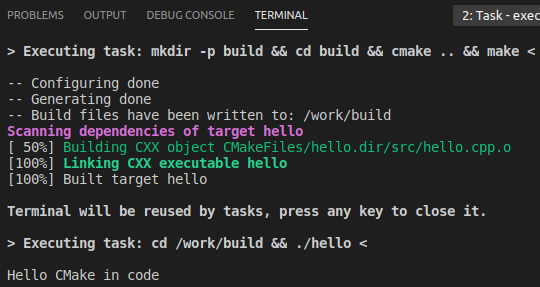 PROBLEMS OUTPUT DEBUG CONSOLE TERMINAL 2: Task - exec
> Executing task: mkdir -p build && cd build && cmake .. && make <
-- Configuring done
-- Generating done
-- Build files have been written to: /work/build
Scanning dependencies of target hello
[ 50%] Building CXX object CMakeFiles/hello.dir/src/hello.cpp.o
[100%] Linking CXX executable hello
[100%] Built target hello
Terminal will be reused by tasks, press any key to close it.
> Executing task: cd /work/build && ./hello <
Hello CMake in code